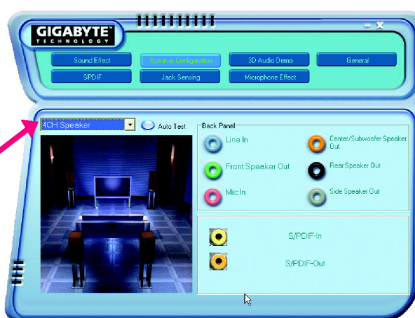 GIGABYTE
TECHNOLOGY
Sound Effect
Speaker Configuration
3D Audio Demo
General
SPDIF
Jack Sensing
Microphone Effect
4CH Speaker
Auto Test
Back Panel
Line In
Center/Subwoofer Speaker
Out
Front Speaker Out
Rear Speaker Out
Mic In
Side Speaker Out
S/PDIF-In
S/PDIF-Out